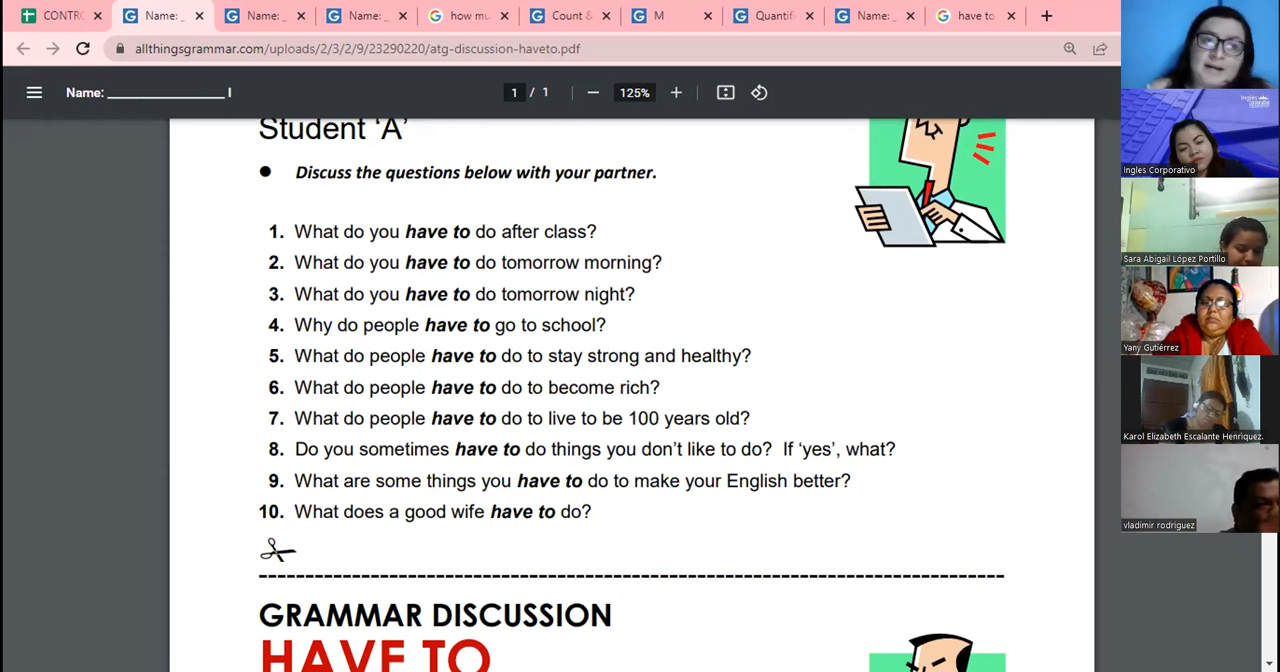 CONTRO
Name: _
Name: _
Name: _
how mu
Count &
M
Quantifi
Name: _
have to
allthingsgrammar.com/uploads/2/3/2/9/23290220/atg-discussion-haveto.pdf
Name: ______________ I
1 / 1
125%
Student ‘A’
Discuss the questions below with your partner.
1. What do you have to do after class?
2. What do you have to do tomorrow morning?
3. What do you have to do tomorrow night?
4. Why do people have to go to school?
5. What do people have to do to stay strong and healthy?
6. What do people have to do to become rich?
7. What do people have to do to live to be 100 years old?
8. Do you sometimes have to do things you don’t like to do? If ‘yes’, what?
9. What are some things you have to do to make your English better?
10. What does a good wife have to do?
GRAMMAR DISCUSSION
HAVE TO
Ingles Corporativo
Sara Abigail López Portillo
Yany Gutiérrez
Karol Elizabeth Escalante Henriquez.
vladimir rodriguez